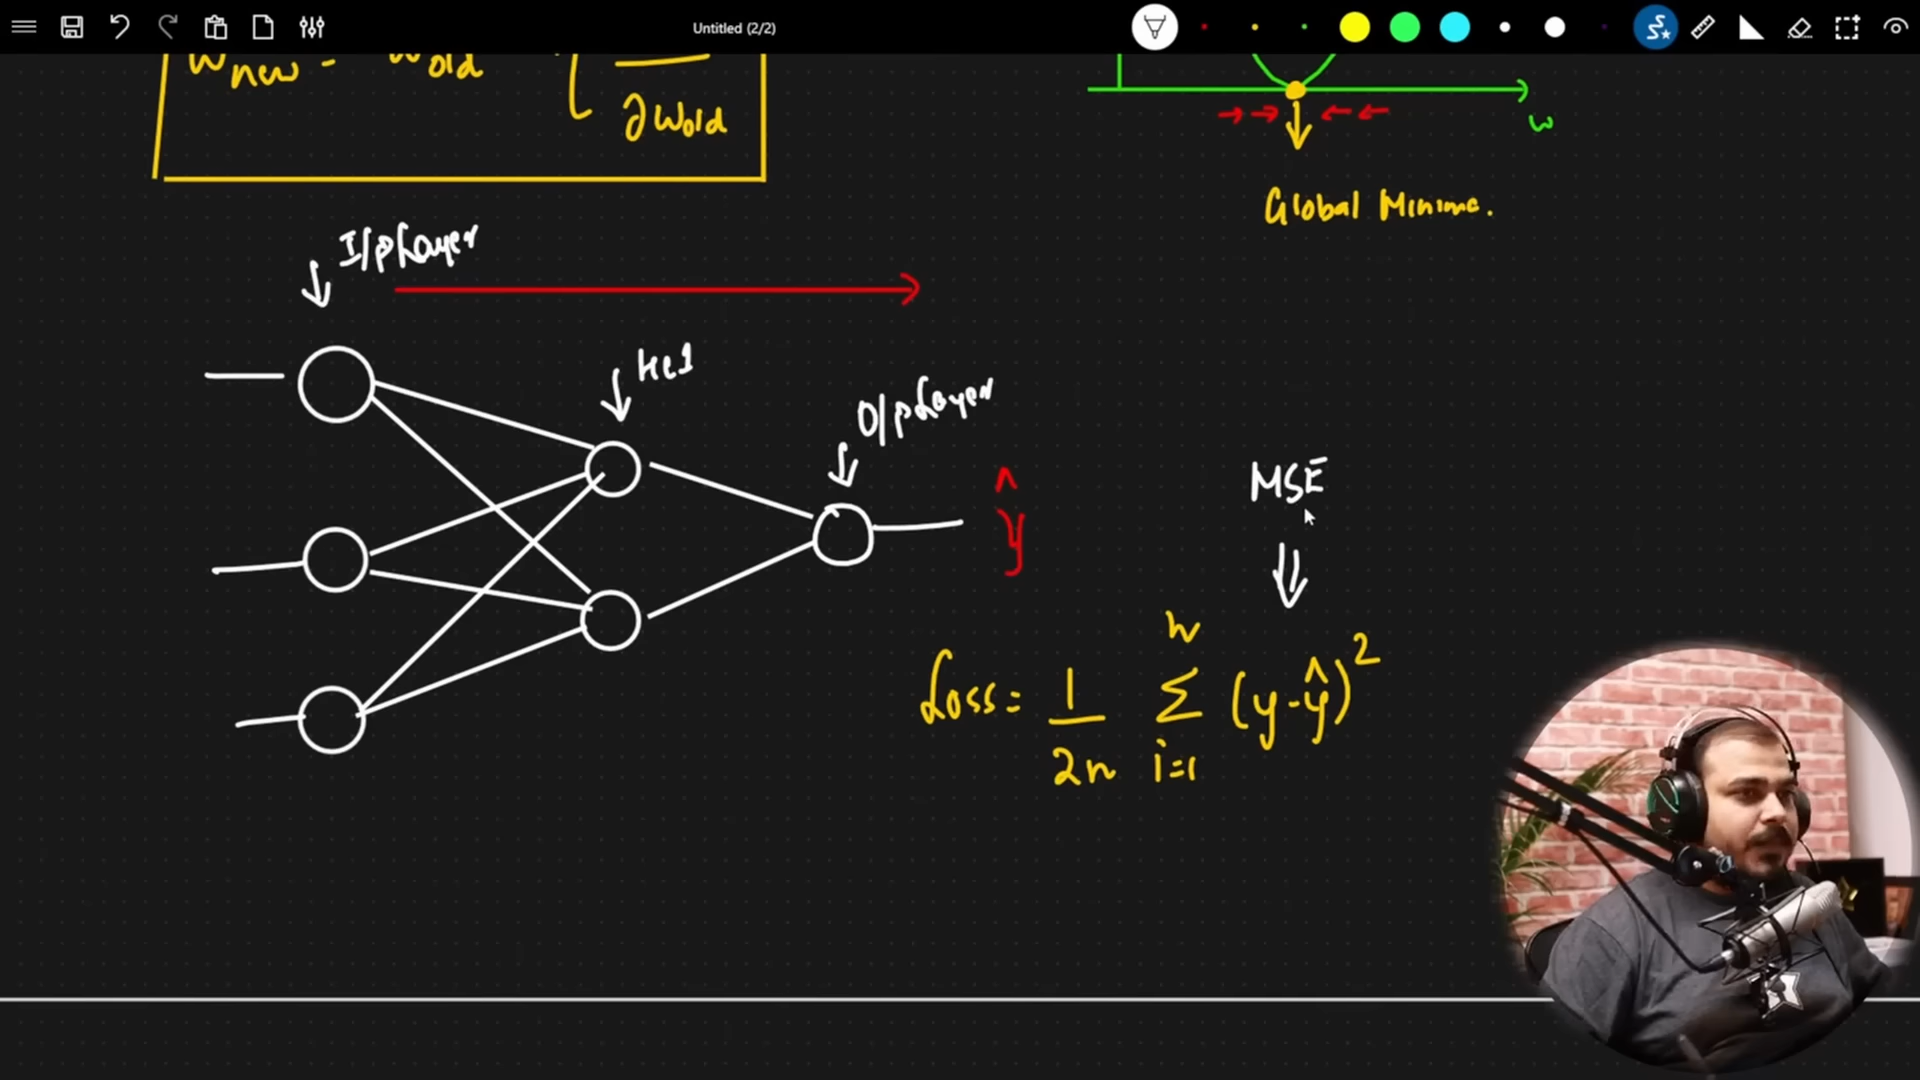 Untitled (2/2)
Wnew = Wold
∂Wold
w
Global Minima.
I/p Layer
HL1
O/p Layer
ŷ
MSE
Loss = 1/2n n Σ i=1 (y-ŷ)²